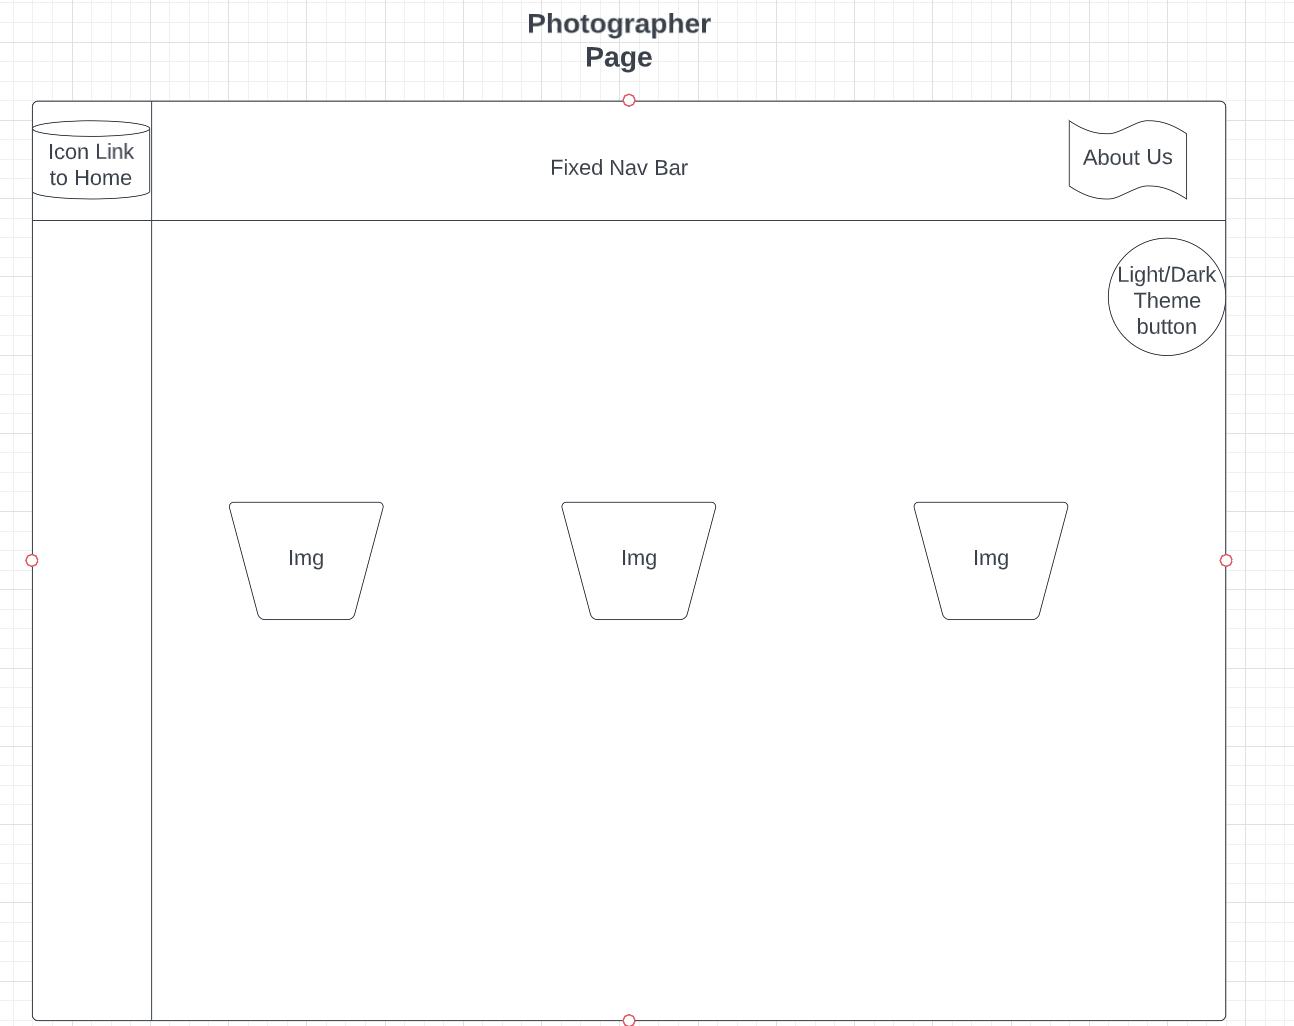 Photographer
Page
Icon Link
to Home
Fixed Nav Bar
About Us
Light/Dark
Theme
button
Img
Img
Img